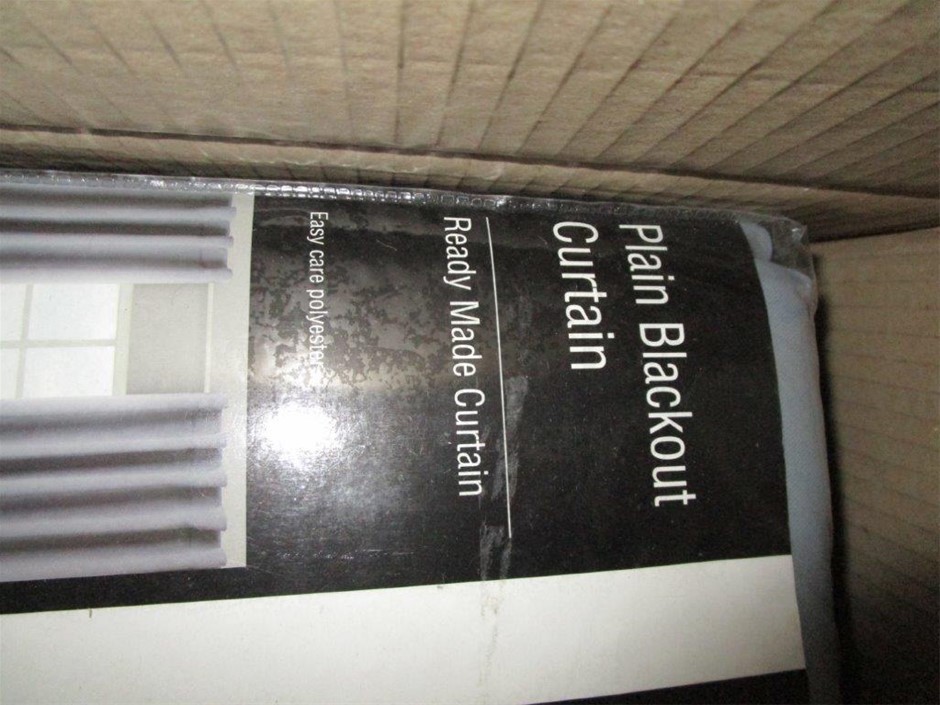 Plain Blackout
Curtain
Ready Made Curtain
Easy care polyester